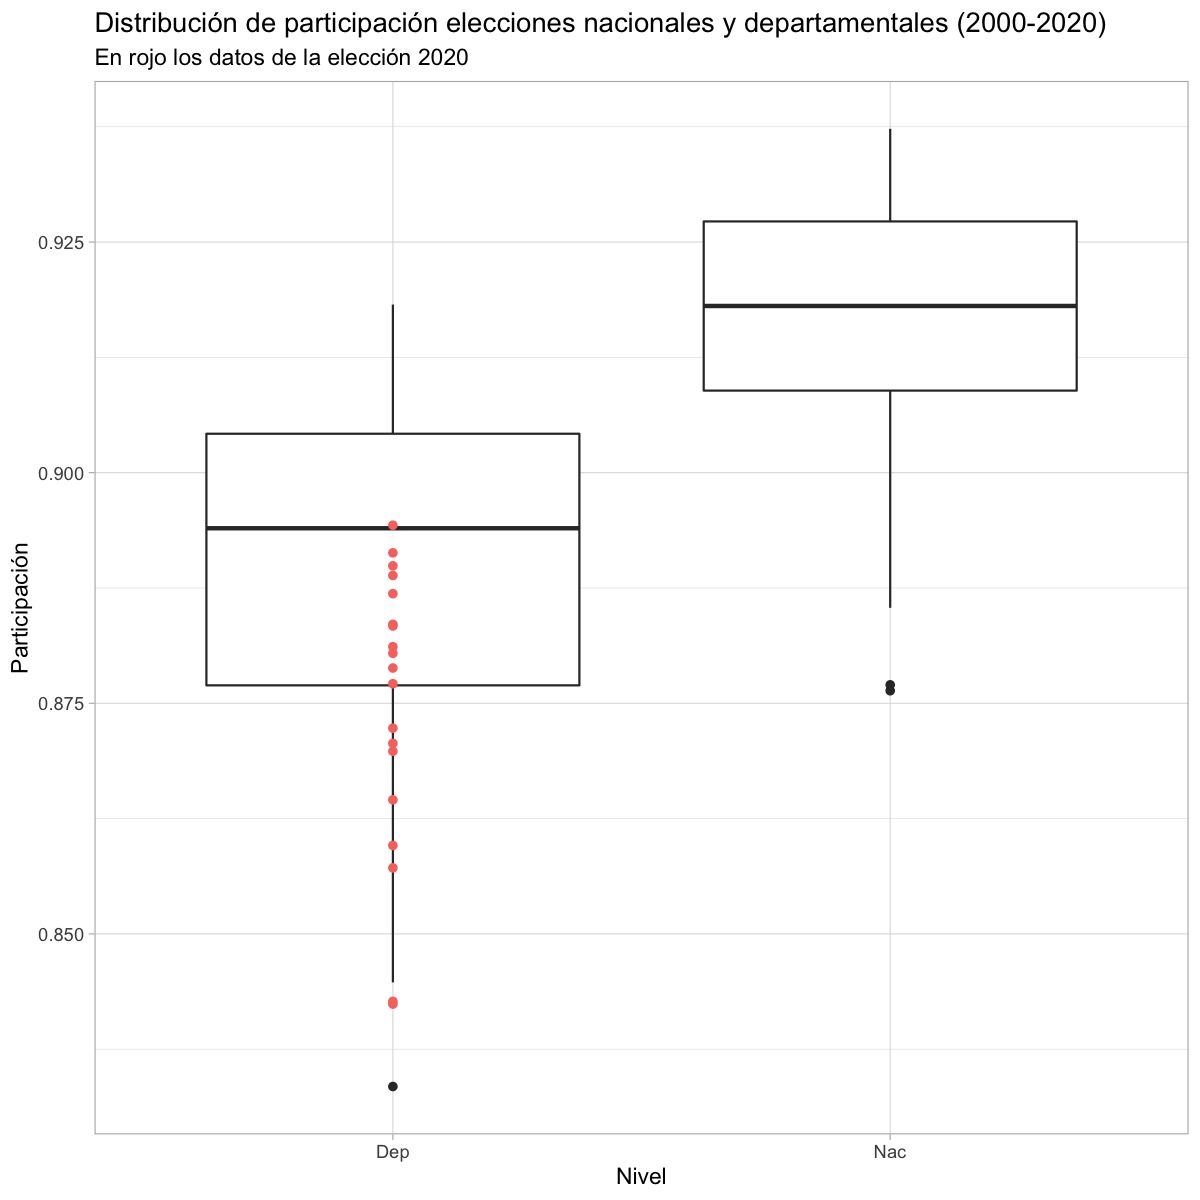 Distribución de participación elecciones nacionales y departamentales (2000-2020)
En rojo los datos de la elección 2020
Participación
0.925
0.900
0.875
0.850
Dep
Nac
Nivel